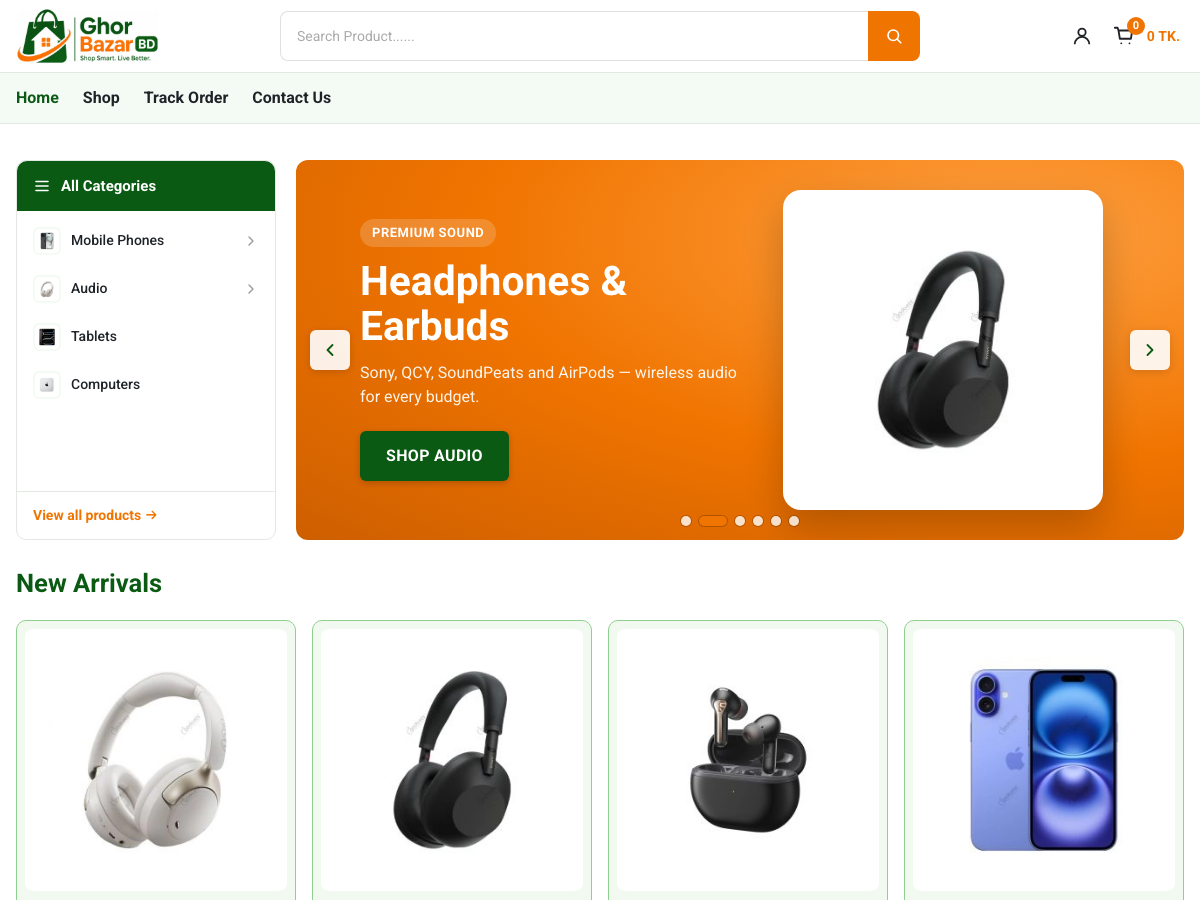 Ghor
Bazar BD
Shop Smart. Live Better.
Search Product......
0
0 TK.
Home
Shop
Track Order
Contact Us
All Categories
Mobile Phones
Audio
Tablets
Computers
View all products →
PREMIUM SOUND
Headphones &
Earbuds
Sony, QCY, SoundPeats and AirPods — wireless audio
for every budget.
SHOP AUDIO
New Arrivals